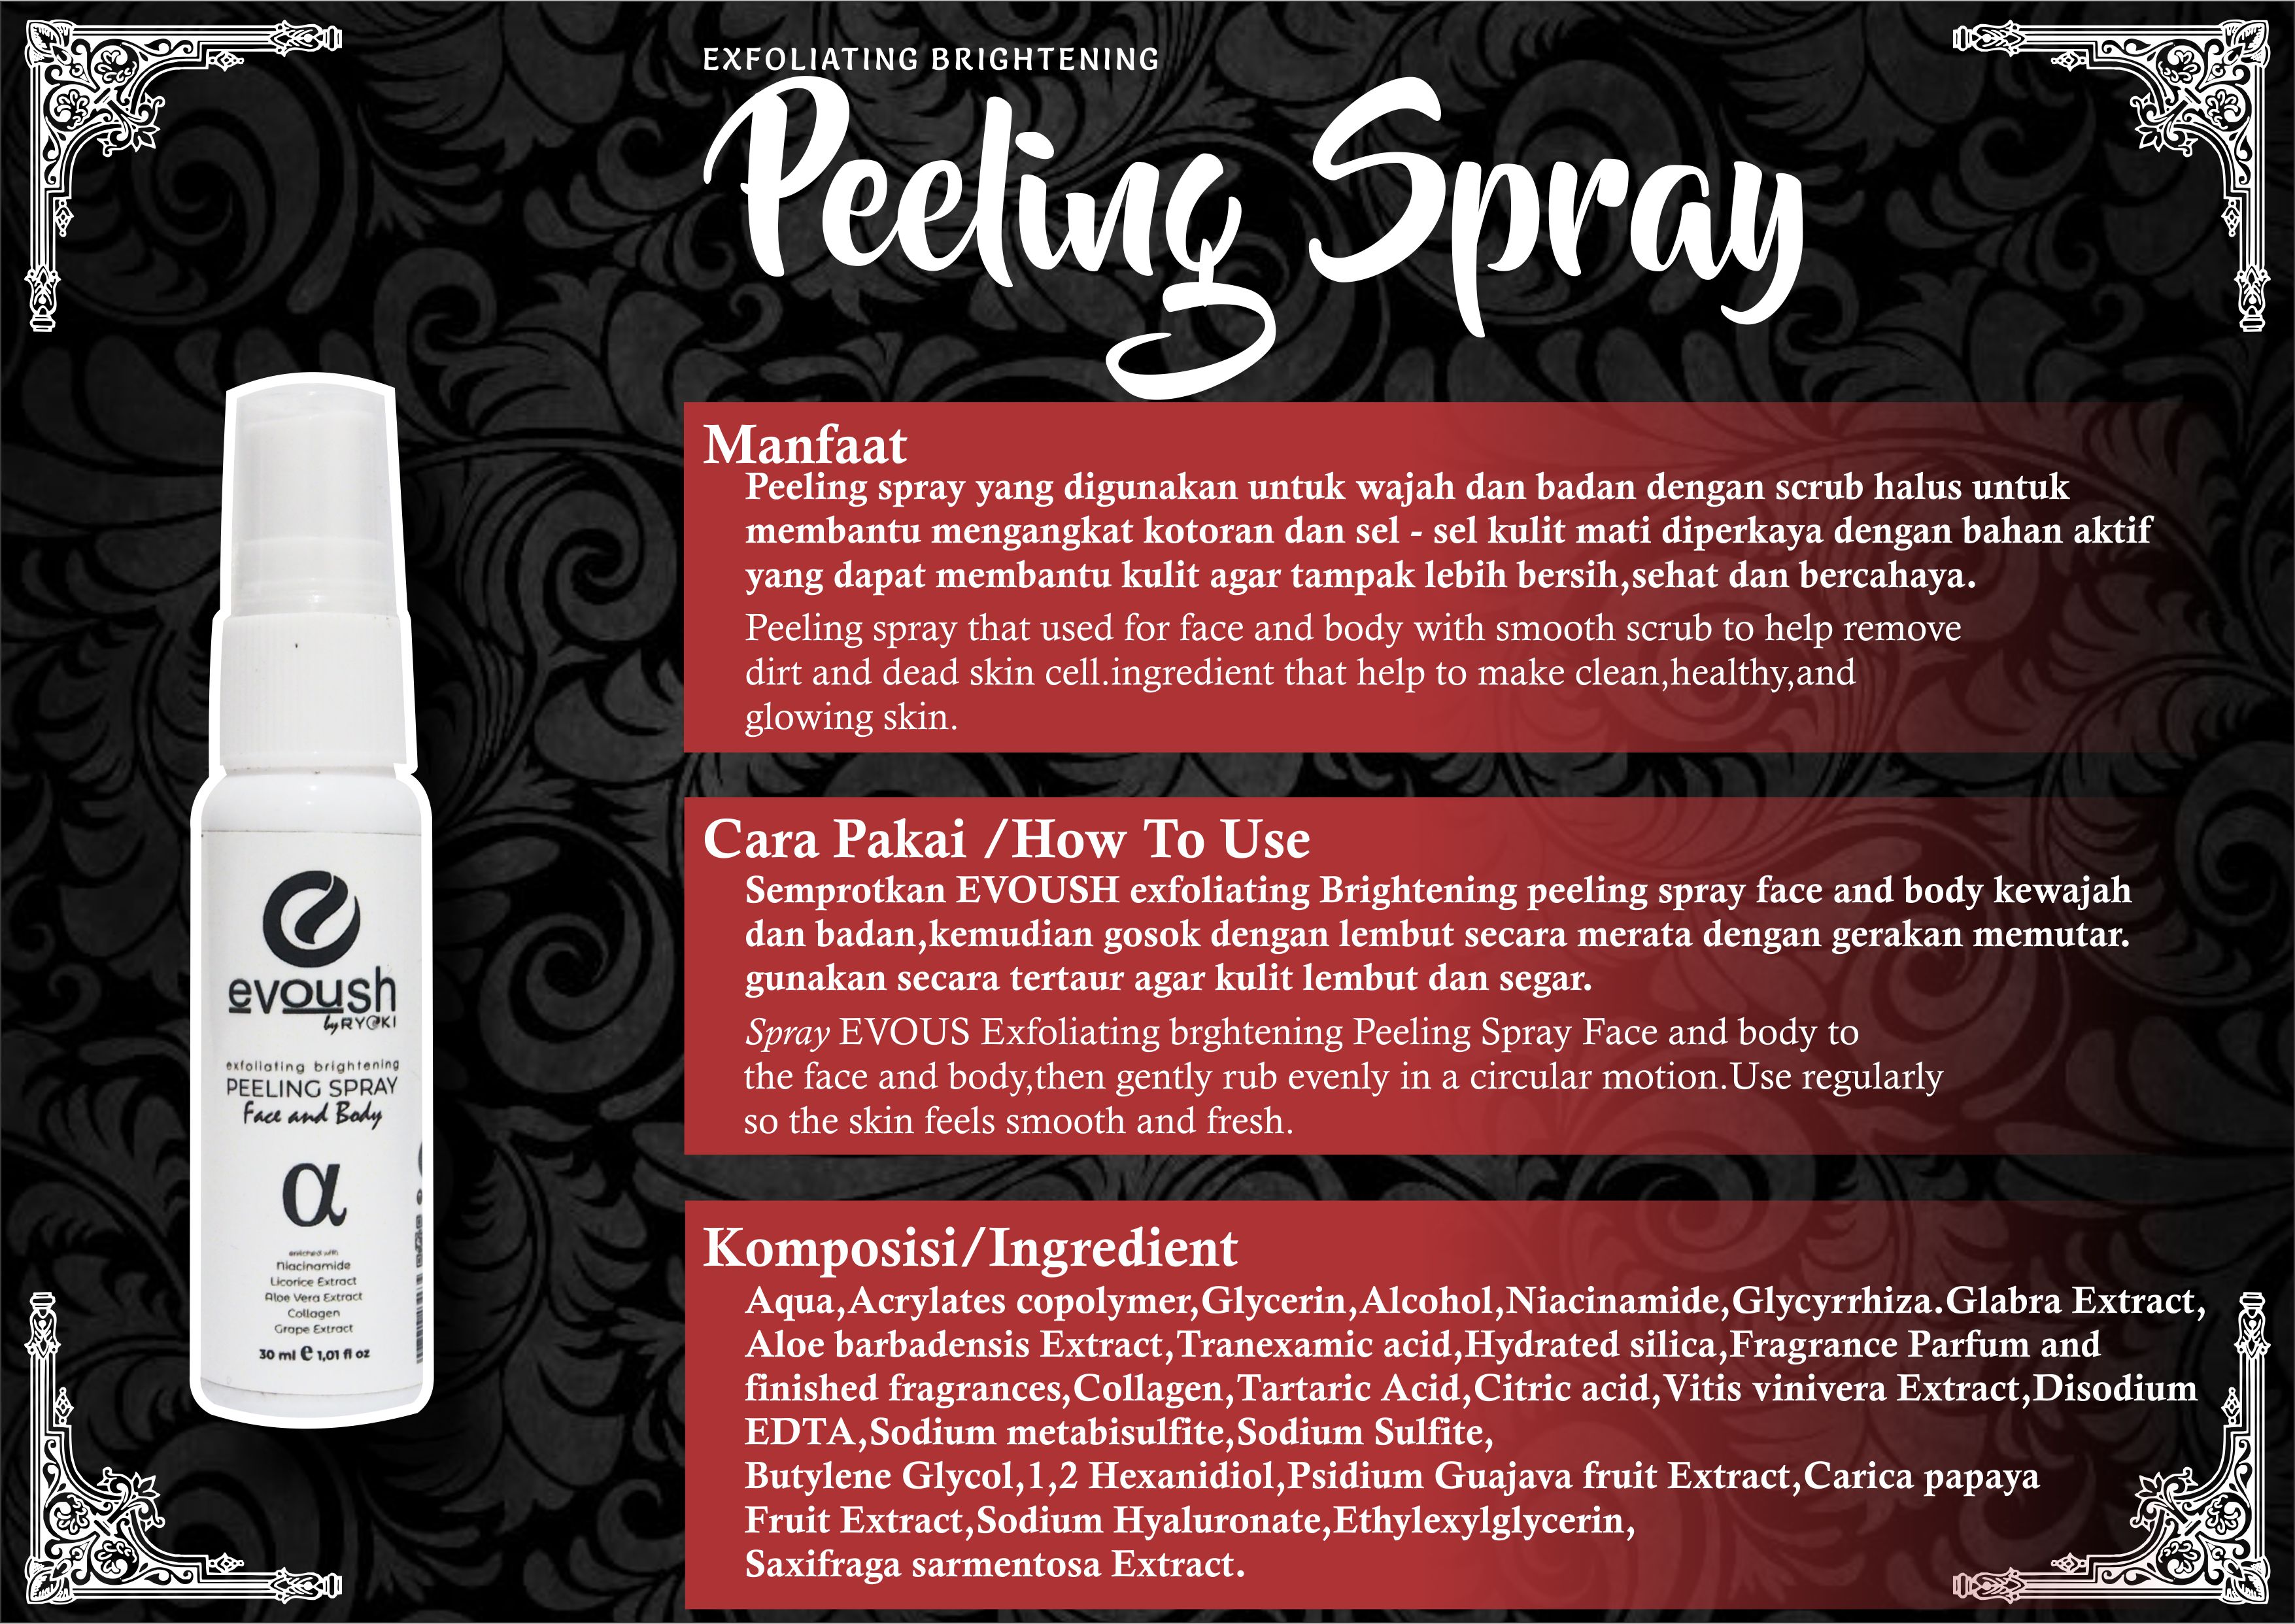 EXFOLIATING BRIGHTENING
Peeling Spray
Manfaat
Peeling spray yang digunakan untuk wajah dan badan dengan scrub halus untuk
membantu mengangkat kotoran dan sel - sel kulit mati diperkaya dengan bahan aktif
yang dapat membantu kulit agar tampak lebih bersih,sehat dan bercahaya.
Peeling spray that used for face and body with smooth scrub to help remove
dirt and dead skin cell.ingredient that help to make clean,healthy,and
glowing skin.
Cara Pakai /How To Use
Semprotkan EVOUSH exfoliating Brightening peeling spray face and body kewajah
dan badan,kemudian gosok dengan lembut secara merata dengan gerakan memutar.
gunakan secara tertaur agar kulit lembut dan segar.
Spray EVOUS Exfoliating brghtening Peeling Spray Face and body to
the face and body,then gently rub evenly in a circular motion.Use regularly
so the skin feels smooth and fresh.
Komposisi/Ingredient
Aqua,Acrylates copolymer,Glycerin,Alcohol,Niacinamide,Glycyrrhiza.Glabra Extract,
Aloe barbadensis Extract,Tranexamic acid,Hydrated silica,Fragrance Parfum and
finished fragrances,Collagen,Tartaric Acid,Citric acid,Vitis vinivera Extract,Disodium
EDTA,Sodium metabisulfite,Sodium Sulfite,
Butylene Glycol,1,2 Hexanidiol,Psidium Guajava fruit Extract,Carica papaya
Fruit Extract,Sodium Hyaluronate,Ethylexylglycerin,
Saxifraga sarmentosa Extract.
evoush
by RYOKI
exfoliating brightening
PEELING SPRAY
Face and Body
α
enriched with
Niacinamide
Licorice Extract
Aloe Vera Extract
Collagen
Grape Extract
30 ml e 1,01 fl oz